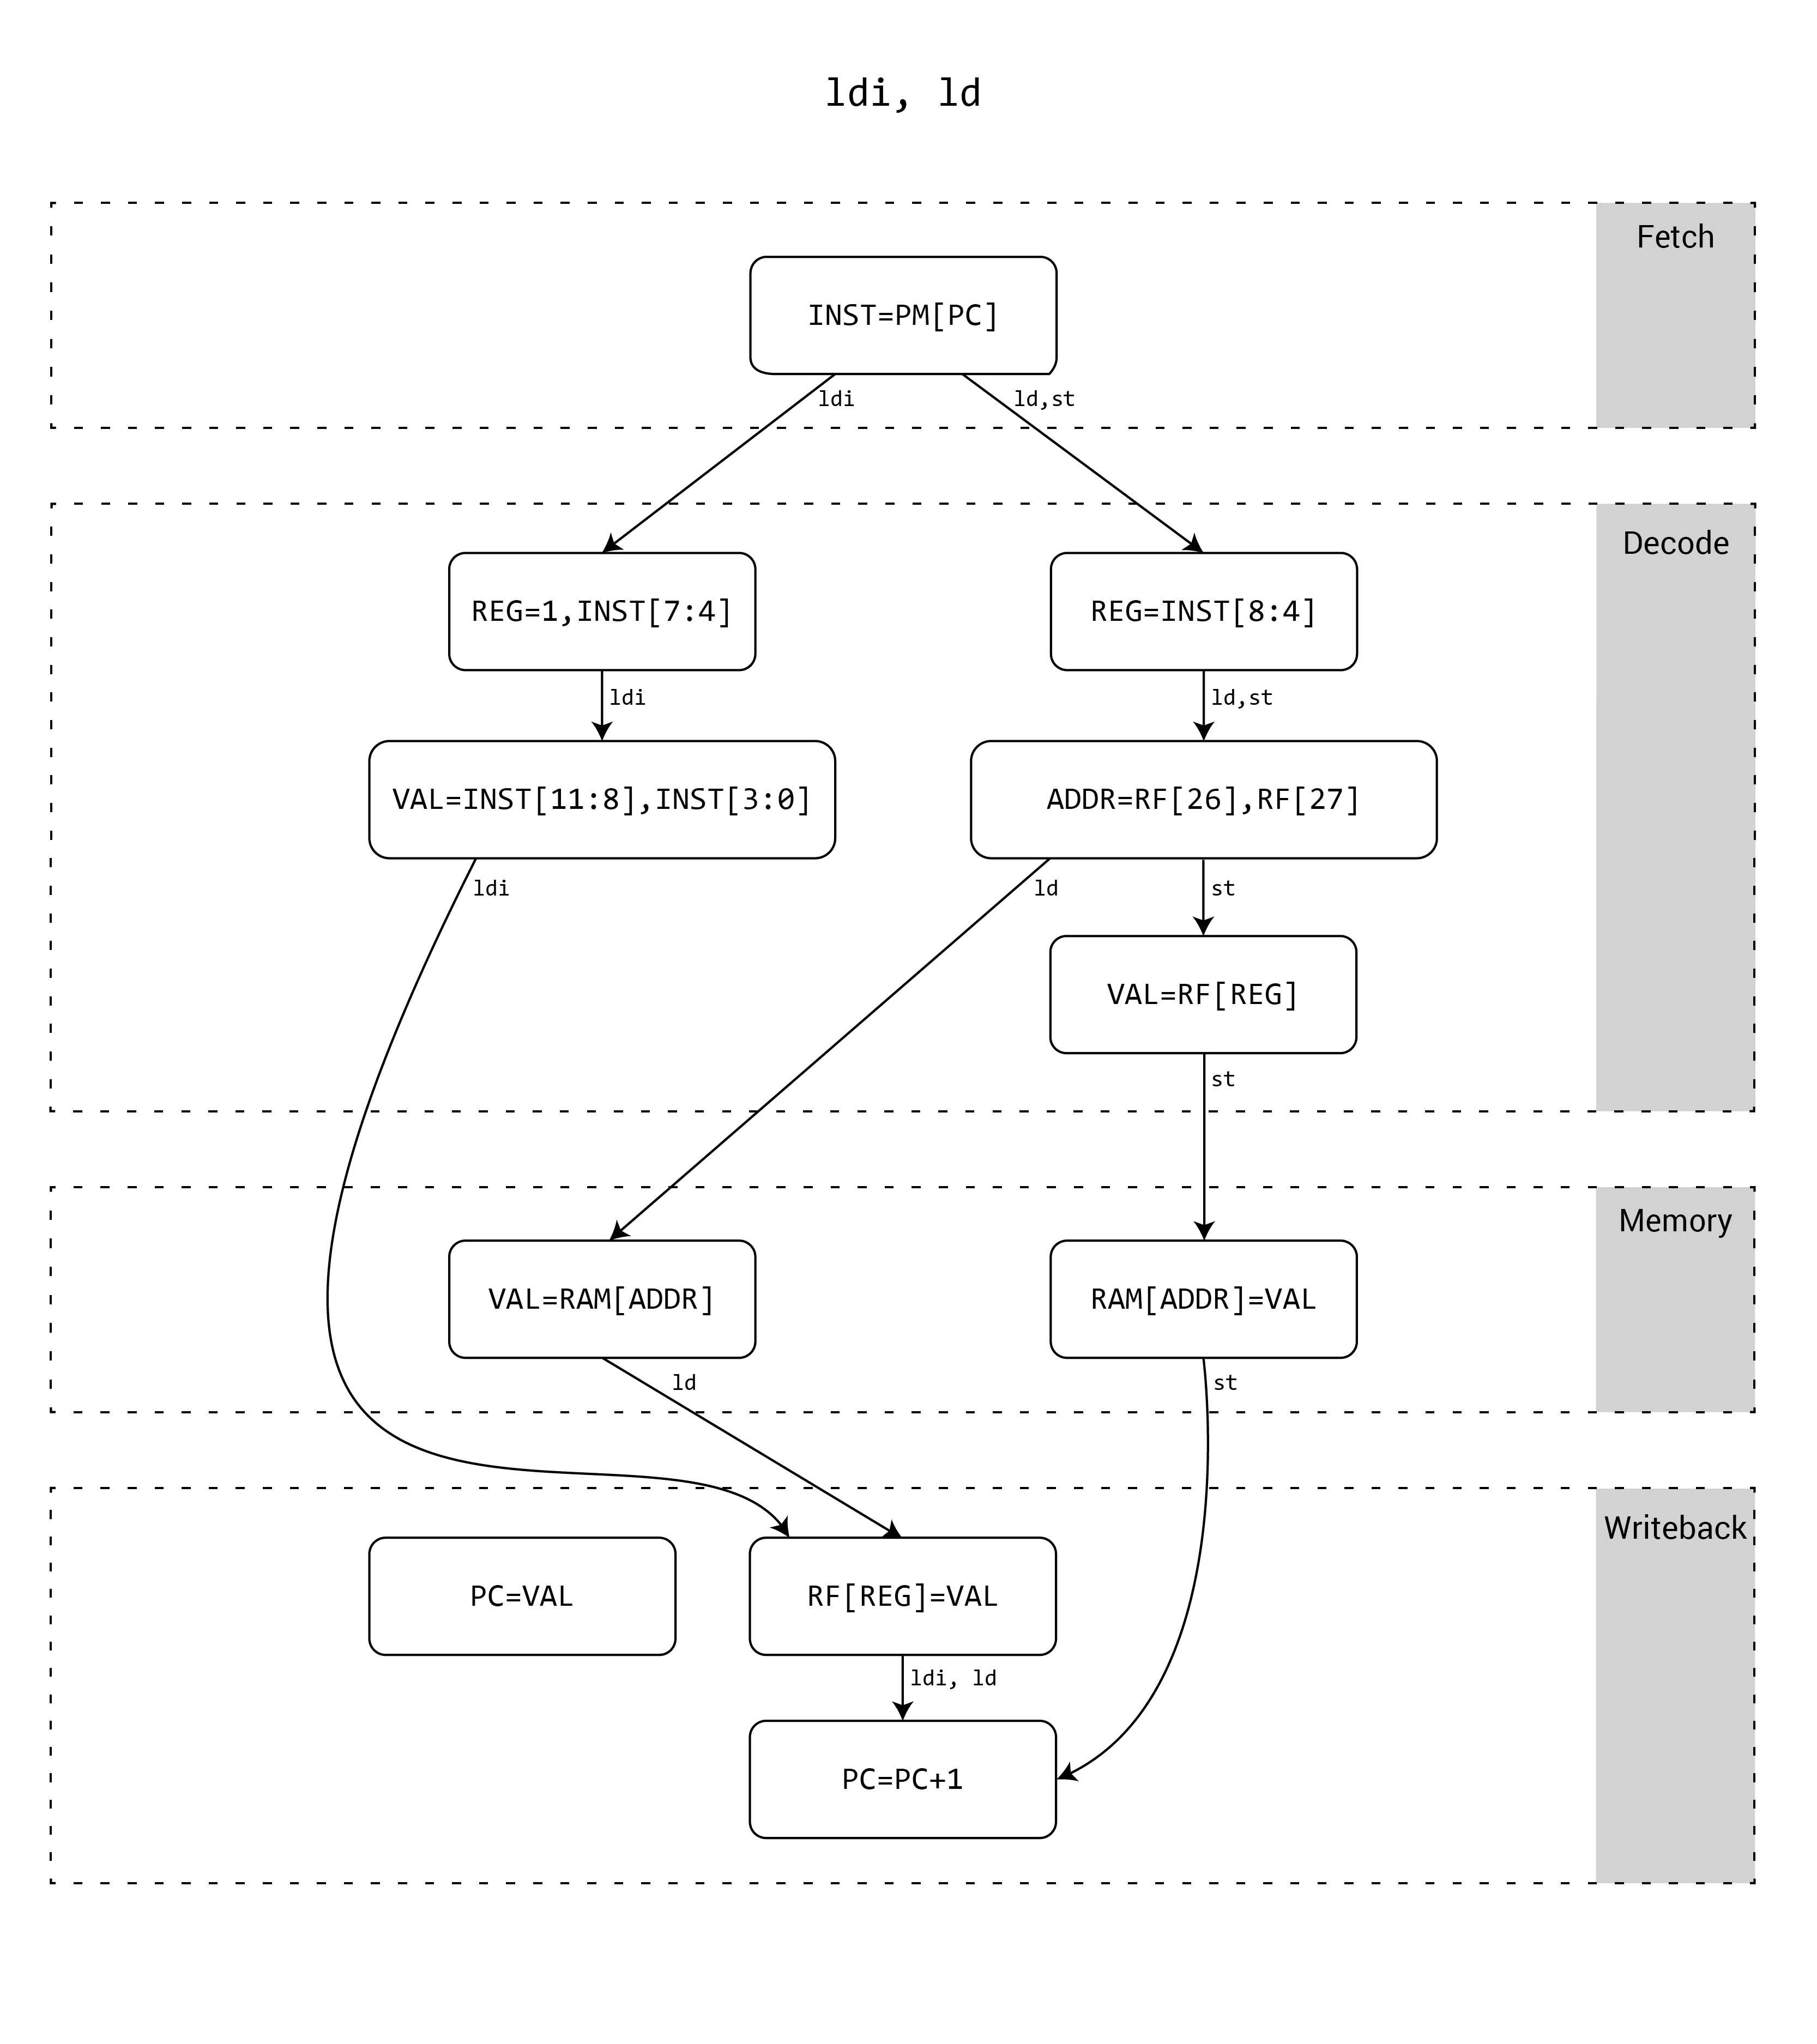 ldi, ld
Fetch
INST=PM[PC]
ldi
ld,st
Decode
REG=1,INST[7:4]
REG=INST[8:4]
ldi
ld,st
VAL=INST[11:8],INST[3:0]
ADDR=RF[26],RF[27]
ldi
ld
st
VAL=RF[REG]
st
Memory
VAL=RAM[ADDR]
RAM[ADDR]=VAL
ld
st
Writeback
PC=VAL
RF[REG]=VAL
ldi, ld
PC=PC+1